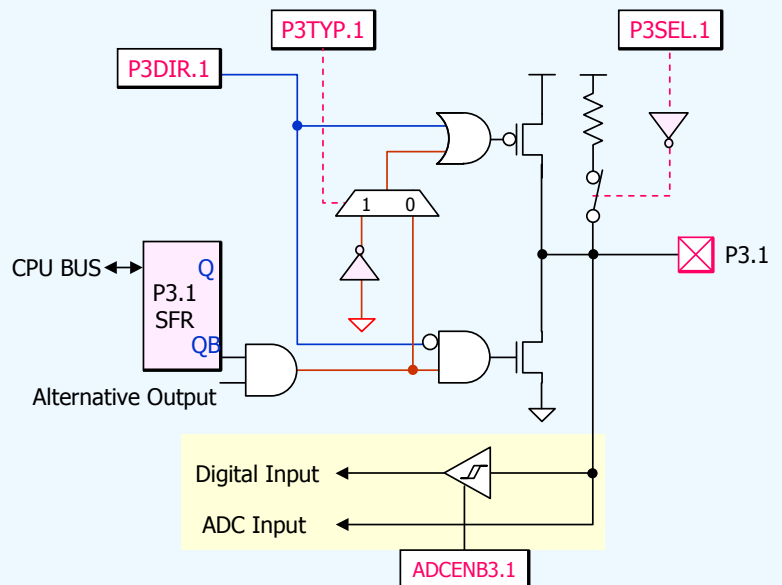 P3TYP.1
P3SEL.1
P3DIR.1
1 0
CPU BUS
Q
P3.1
SFR
QB
P3.1
Alternative Output
Digital Input
ADC Input
ADCENB3.1